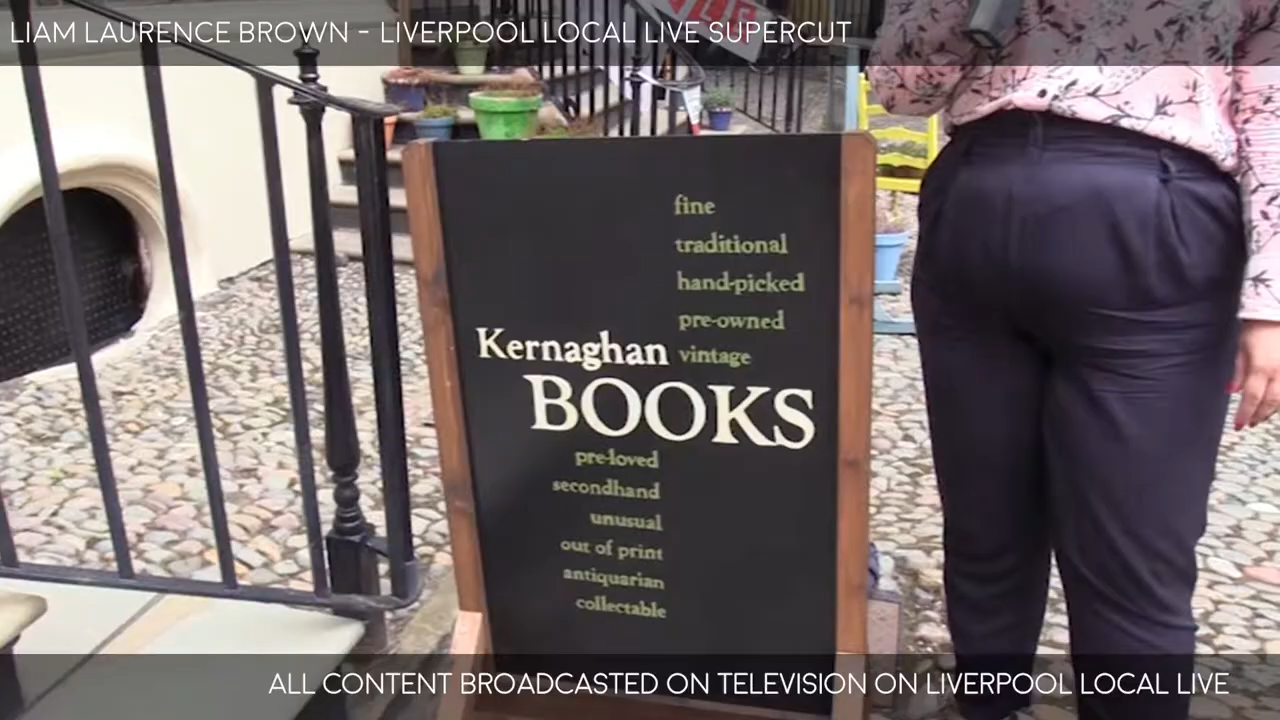 LIAM LAURENCE BROWN - LIVERPOOL LOCAL LIVE SUPERCUT
fine
traditional
hand-picked
pre-owned
Kernaghan vintage
BOOKS
pre-loved
secondhand
unusual
out of print
antiquarian
collectable
ALL CONTENT BROADCASTED ON TELEVISION ON LIVERPOOL LOCAL LIVE